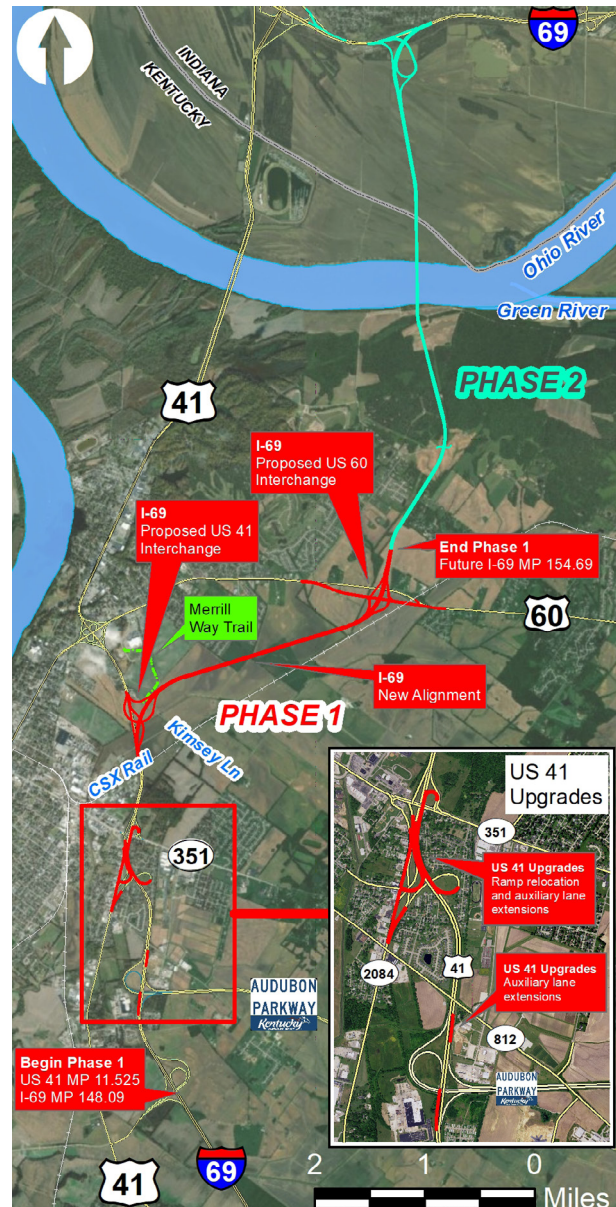 69
INDIANA
KENTUCKY
Ohio River
Green River
41
PHASE 2
I-69
Proposed US 60
Interchange
I-69
Proposed US 41
Interchange
End Phase 1
Future I-69 MP 154.69
Merrill
Way Trail
60
I-69
New Alignment
PHASE 1
CSX Rail
Kimsey Ln
351
AUDUBON
PARKWAY
Kentucky
Begin Phase 1
US 41 MP 11.525
I-69 MP 148.09
41
69
US 41
Upgrades
351
US 41 Upgrades
Ramp relocation
and auxiliary lane
extensions
2084
41
US 41 Upgrades
Auxiliary lane
extensions
812
AUDUBON
PARKWAY
Kentucky
2 1 0
Miles